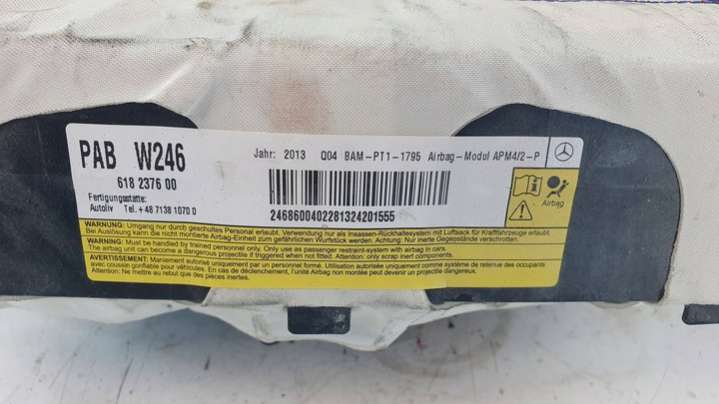 PAB W246
618 2376 00
Fertigungsstätte:
Autoliv Tel. +48 7138 1070 0
Jahr: 2013 Q04 BAM-PT1-1795 Airbag-Modul APM4/2-P
2468600402281324201555
Airbag
WARNUNG: Umgang nur durch geschultes Personal erlaubt. Verwendung nur als Insassen-Rückhaltesystem mit Luftsack für Kraftfahrzeuge erlaubt.
Bei Auslösung kann die nicht montierte Airbag-Einheit zum gefährlichen Wurfstück werden. Achtung: Nur inerte Gegenstände verschrotten.
WARNING: Must be handled by trained personnel only. Only use as passenger restraint-system with airbag in cars.
The airbag unit can become a dangerous projectile if triggered when not fitted. Attention: only scrap inert components.
AVERTISSEMENT: Maniement autorisé uniquement par un personnel formé. Utilisation autorisée uniquement comme système de retenue des occupants
avec coussin gonflable pour véhicules. En cas de déclenchement, l'unité Airbag non montée peut devenir un projectile dangereux.
Attention: Ne mettre au rebut que des pièces inertes.